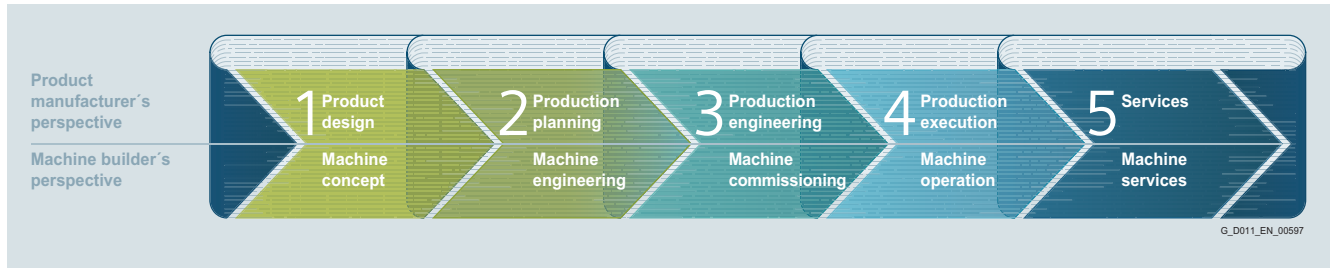 Product
manufacturer´s
perspective
Machine builder´s
perspective
1 Product
design
Machine
concept
2 Production
planning
Machine
engineering
3 Production
engineering
Machine
commissioning
4 Production
execution
Machine
operation
5 Services
Machine
services
G_D011_EN_00597